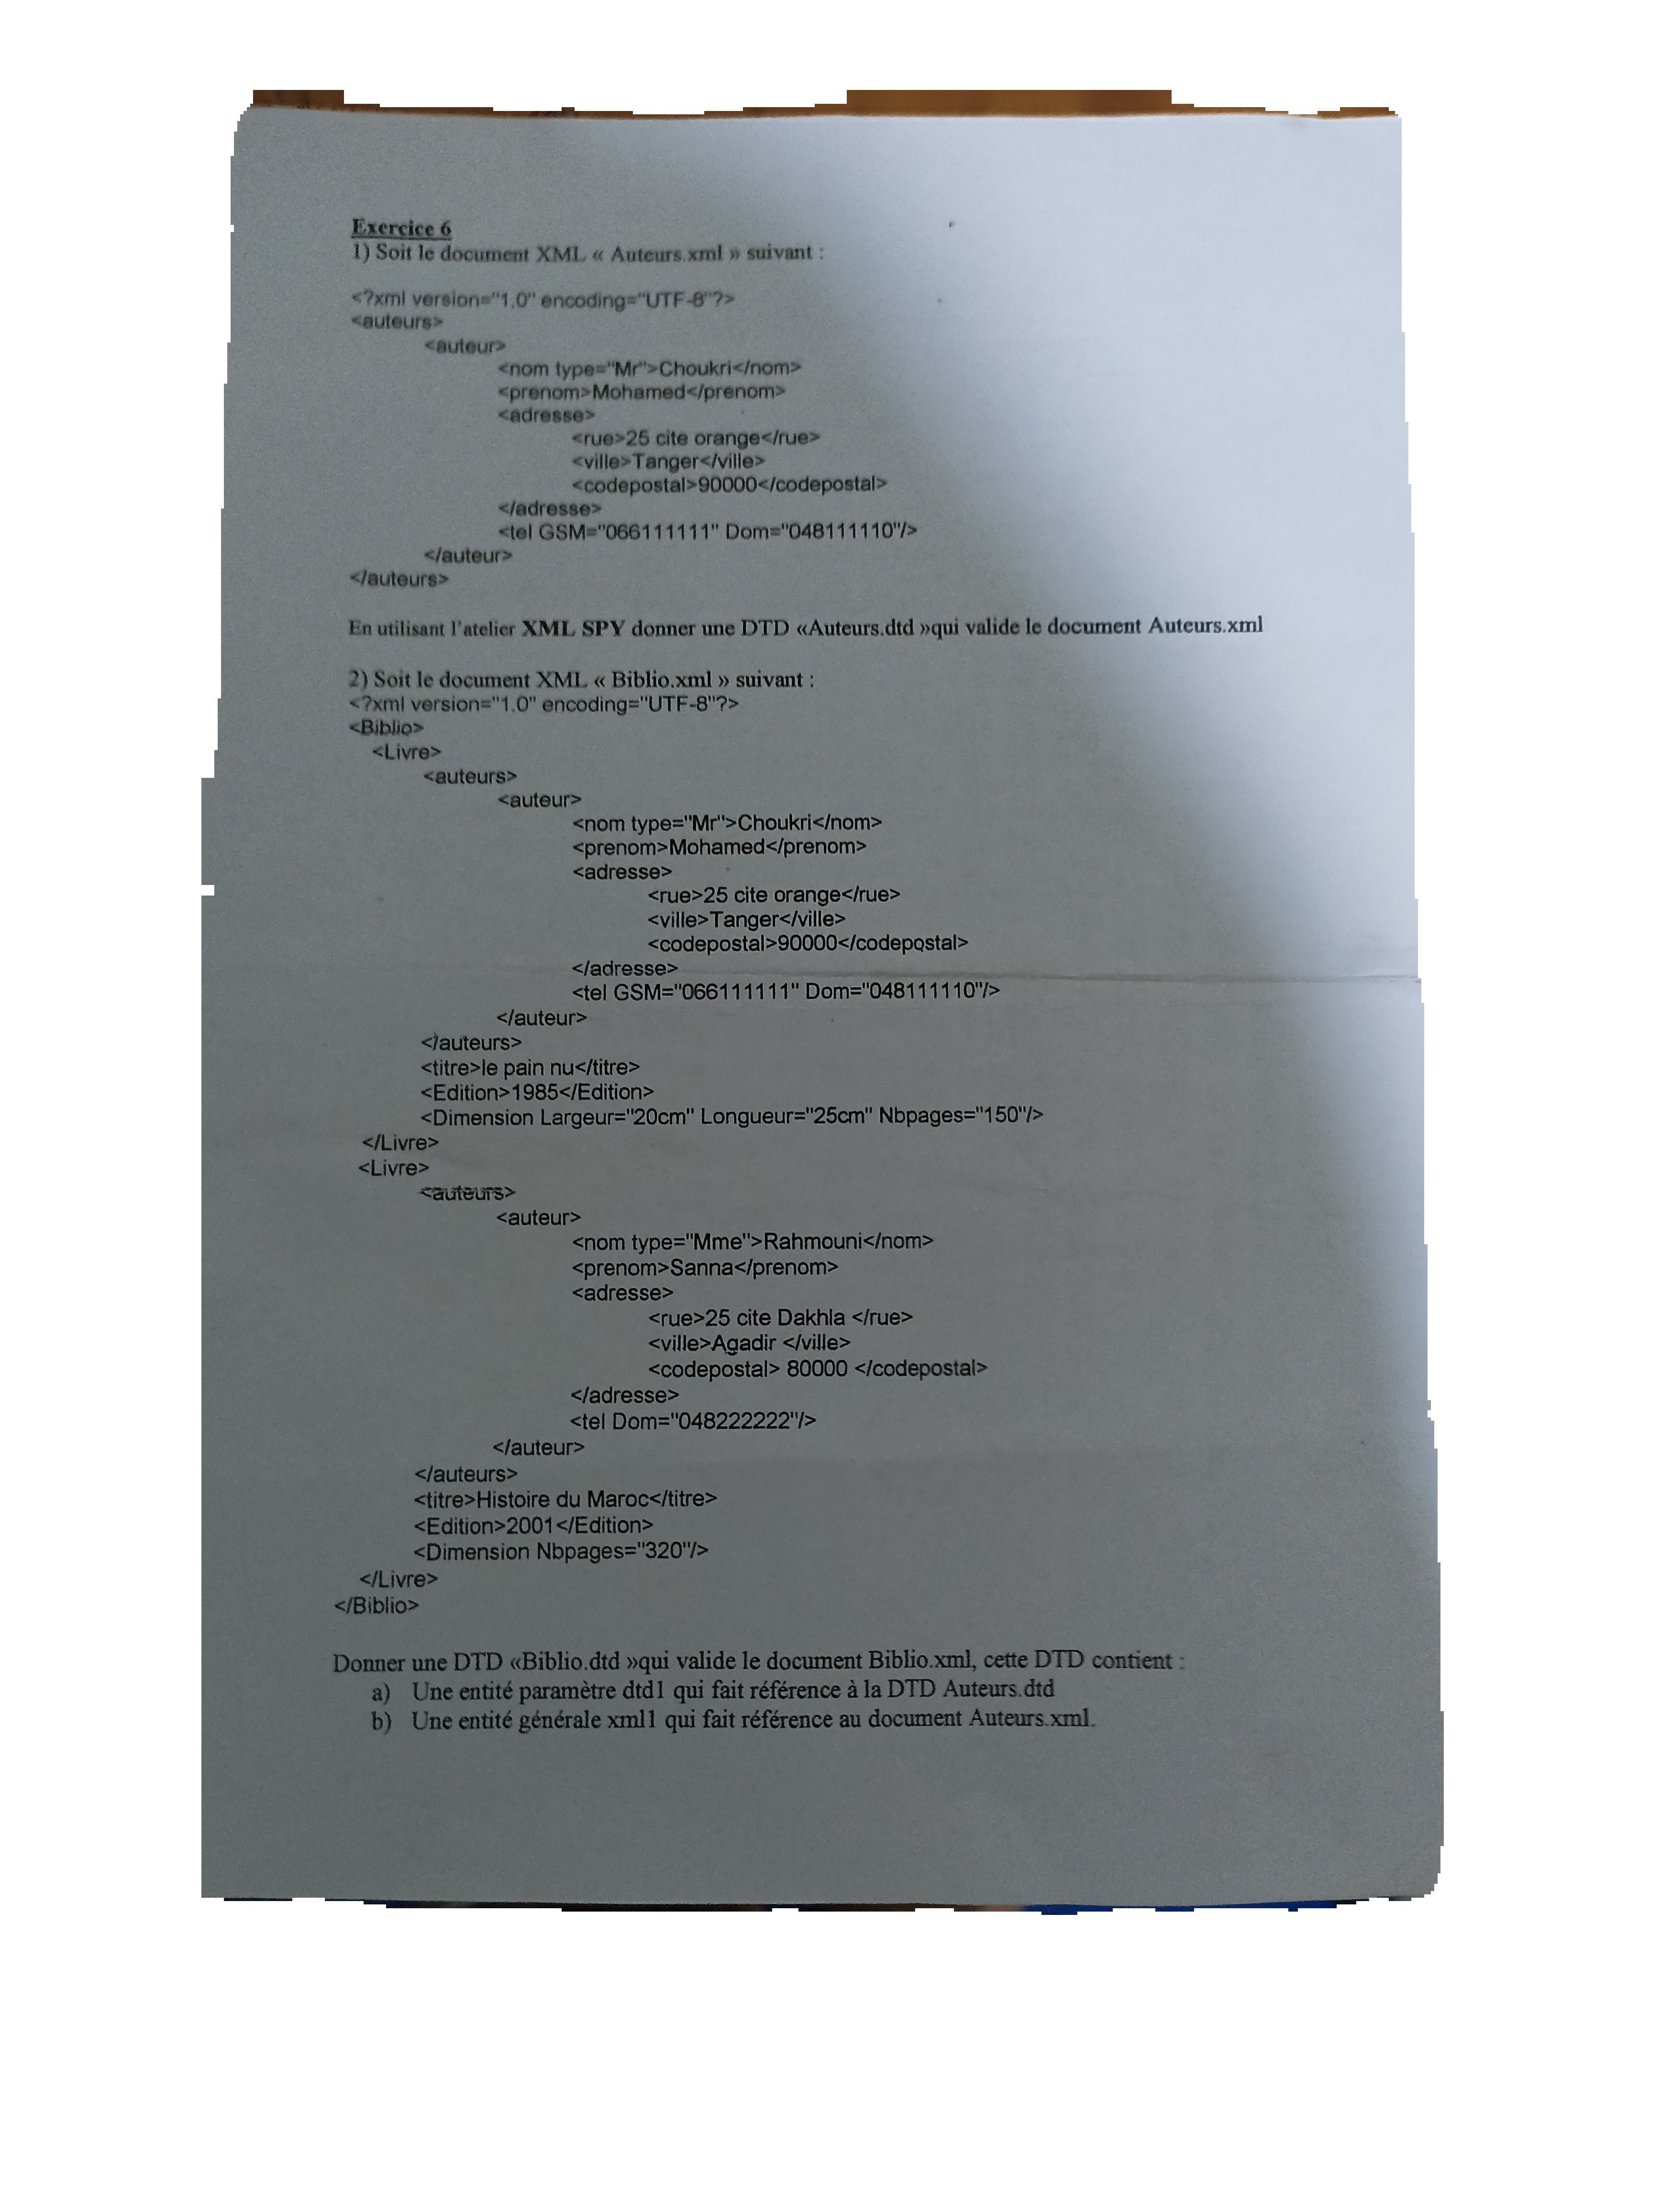 Exercice 6
1) Soit le document XML « Auteurs.xml » suivant :
<?xml version="1.0" encoding="UTF-8"?>
<auteurs>
<auteur>
<nom type="Mr">Choukri</nom>
<prenom>Mohamed</prenom>
<adresse>
<rue>25 cite orange</rue>
<ville>Tanger</ville>
<codepostal>90000</codepostal>
</adresse>
<tel GSM="066111111" Dom="048111110"/>
</auteur>
</auteurs>
En utilisant l'atelier XML SPY donner une DTD «Auteurs.dtd »qui valide le document Auteurs.xml
2) Soit le document XML « Biblio.xml » suivant :
<?xml version="1.0" encoding="UTF-8"?>
<Biblio>
<Livre>
<auteurs>
<auteur>
<nom type="Mr">Choukri</nom>
<prenom>Mohamed</prenom>
<adresse>
<rue>25 cite orange</rue>
<ville>Tanger</ville>
<codepostal>90000</codepostal>
</adresse>
<tel GSM="066111111" Dom="048111110"/>
</auteur>
</auteurs>
<titre>le pain nu</titre>
<Edition>1985</Edition>
<Dimension Largeur="20cm" Longueur="25cm" Nbpages="150"/>
</Livre>
<Livre>
<auteurs>
<auteur>
<nom type="Mme">Rahmouni</nom>
<prenom>Sanna</prenom>
<adresse>
<rue>25 cite Dakhla </rue>
<ville>Agadir </ville>
<codepostal> 80000 </codepostal>
</adresse>
<tel Dom="048222222"/>
</auteur>
</auteurs>
<titre>Histoire du Maroc</titre>
<Edition>2001</Edition>
<Dimension Nbpages="320"/>
</Livre>
</Biblio>
Donner une DTD «Biblio.dtd »qui valide le document Biblio.xml, cette DTD contient :
a) Une entité paramètre dtd1 qui fait référence à la DTD Auteurs.dtd
b) Une entité générale xml1 qui fait référence au document Auteurs.xml.